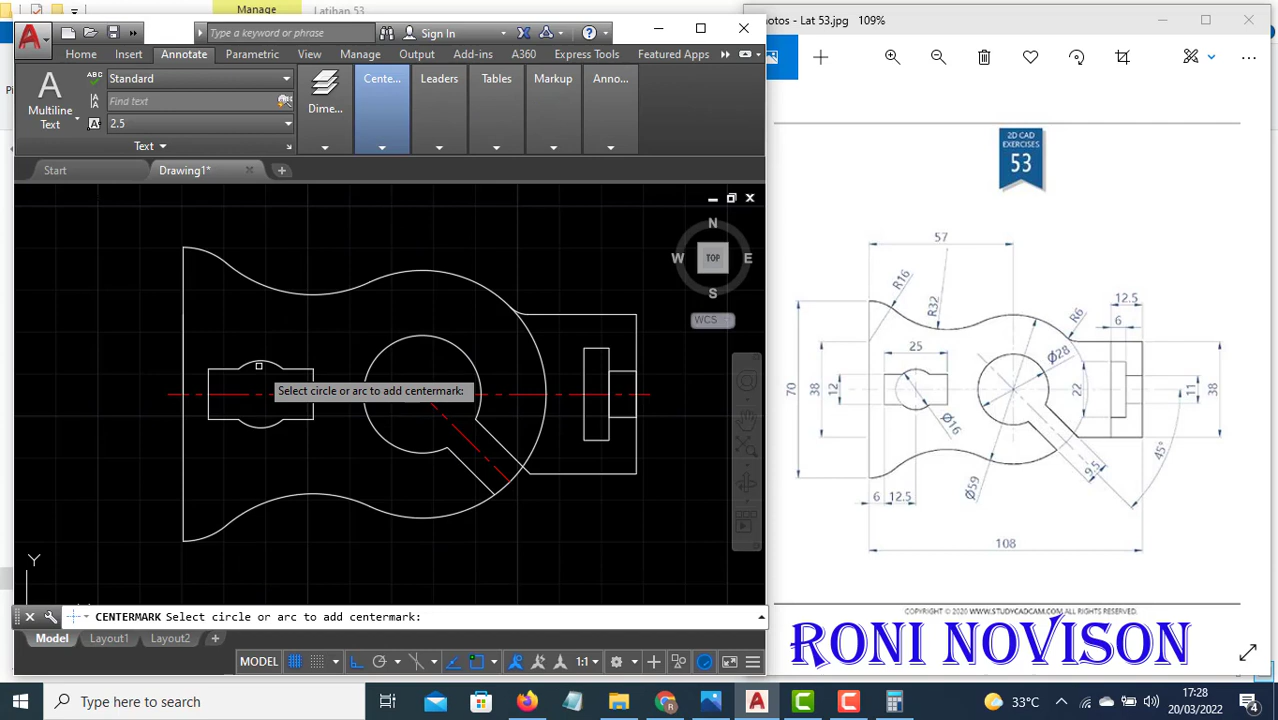 Manage
Latihan 53
Type a keyword or phrase
Sign In
Home
Insert
Annotate
Parametric
View
Manage
Output
Add-ins
A360
Express Tools
Featured Apps
A
Multiline
Text
ABC
Standard
Find text
2.5
Text
Dime...
Cente...
Leaders
Tables
Markup
Anno...
Start
Drawing1*
N
W
TOP
E
S
WCS
Select circle or arc to add centermark:
Y
CENTERMARK Select circle or arc to add centermark:
Model
Layout1
Layout2
MODEL
1:1
otos - Lat 53.jpg
109%
2D CAD
EXERCISES
53
57
R16
R32
12.5
6
R6
25
Ø28
70
38
12
22
11
38
Ø16
45°
9.5
Ø59
6
12.5
108
COPYRIGHT © 2020 WWW.STUDYCADCAM.COM ALL RIGHTS RESERVED.
RONI NOVISON
Type here to search
33°C
17:28
20/03/2022
4